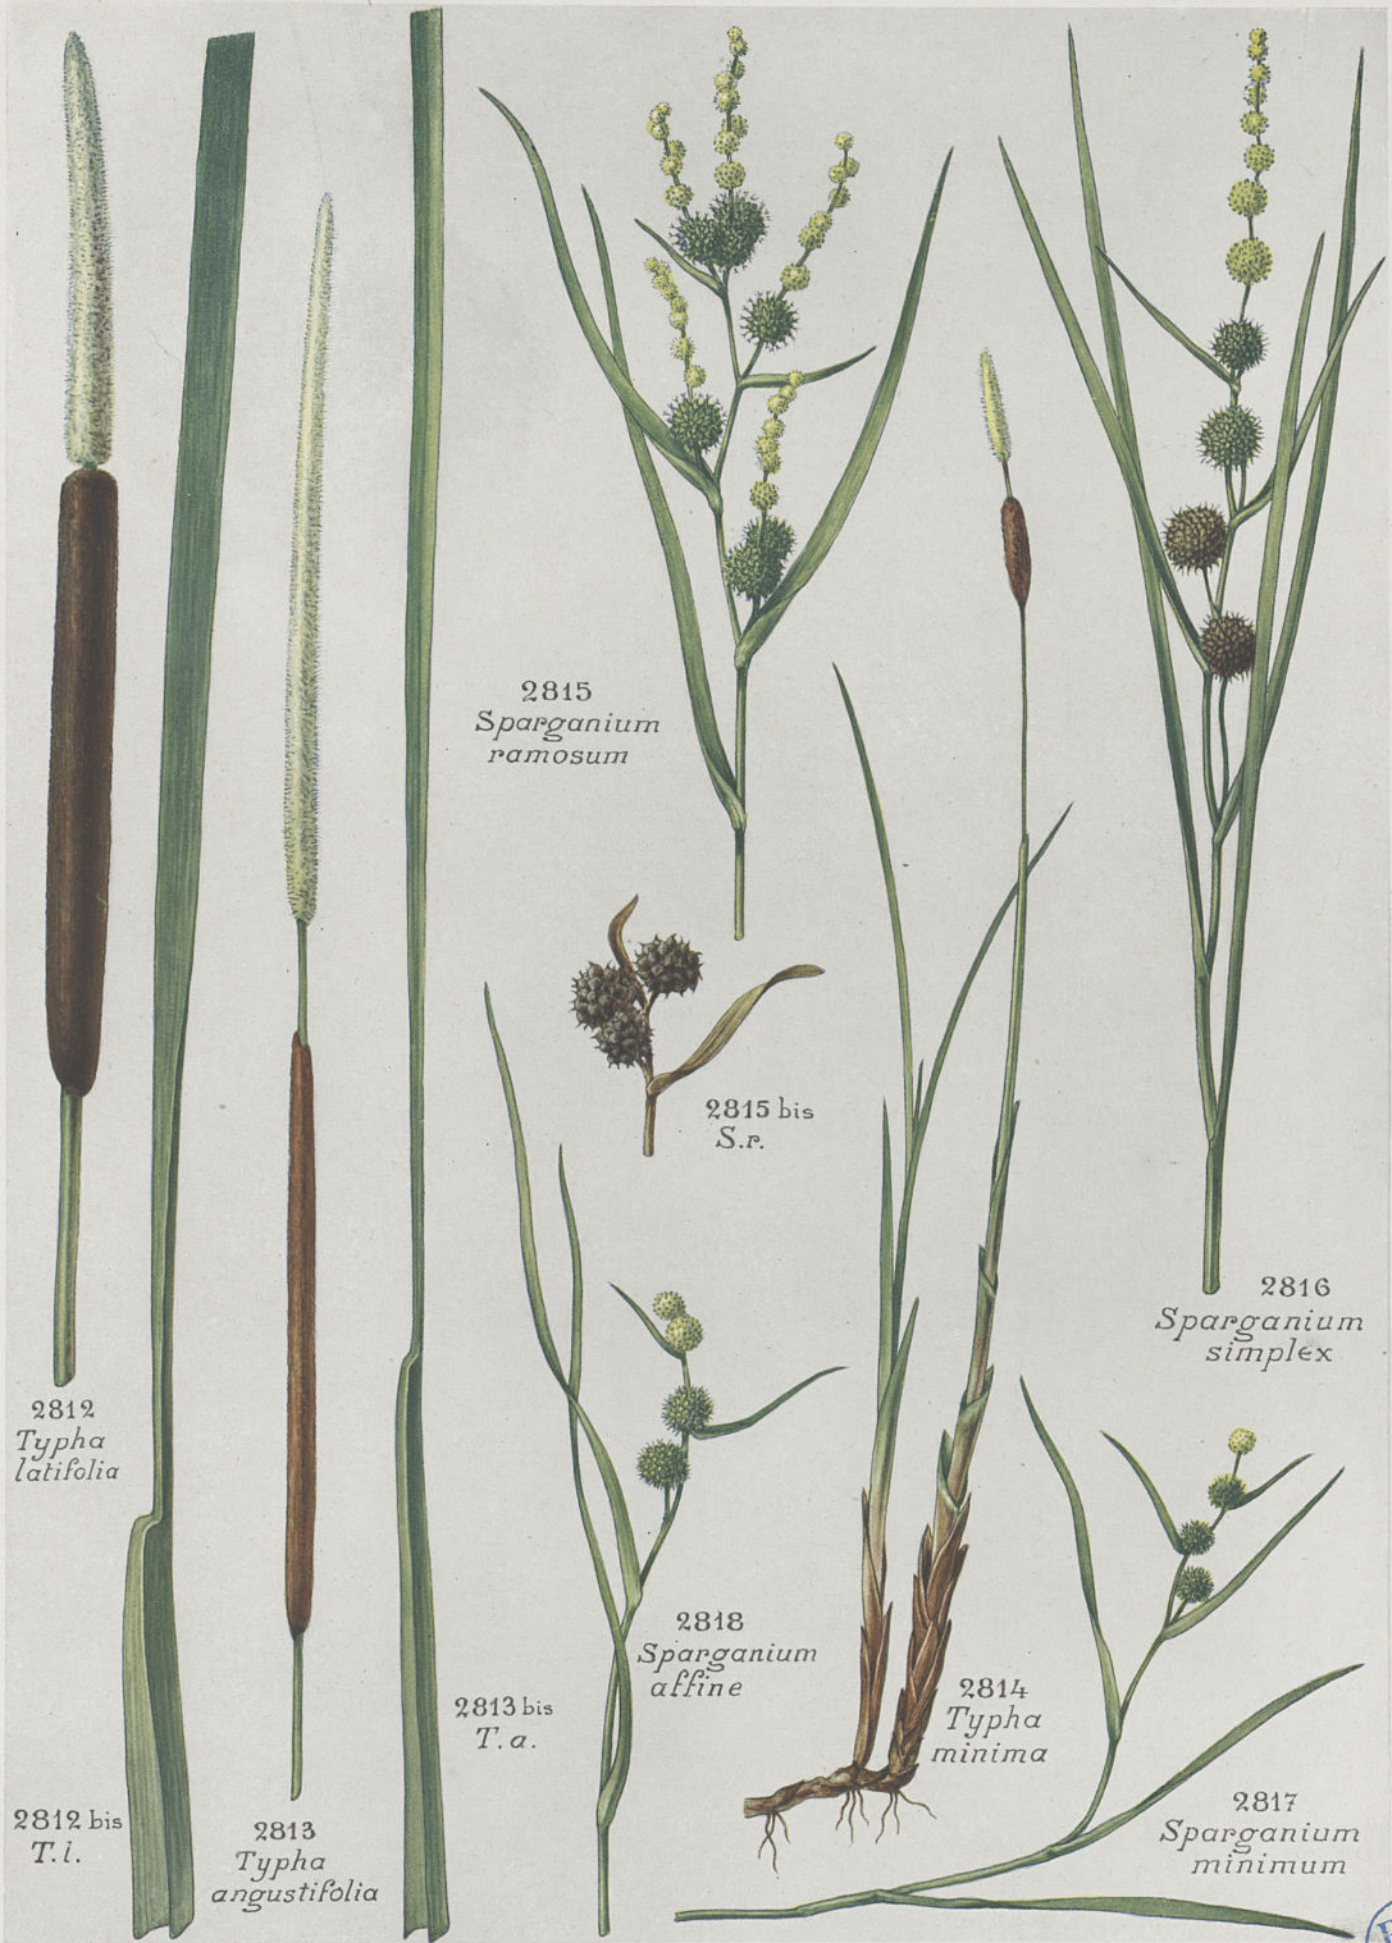 2815
Sparganium
ramosum
2815 bis
S.r.
2816
Sparganium
simplex
2812
Typha
latifolia
2818
Sparganium
affine
2814
Typha
minima
2813 bis
T.a.
2812 bis
T.l.
2813
Typha
angustifolia
2817
Sparganium
minimum